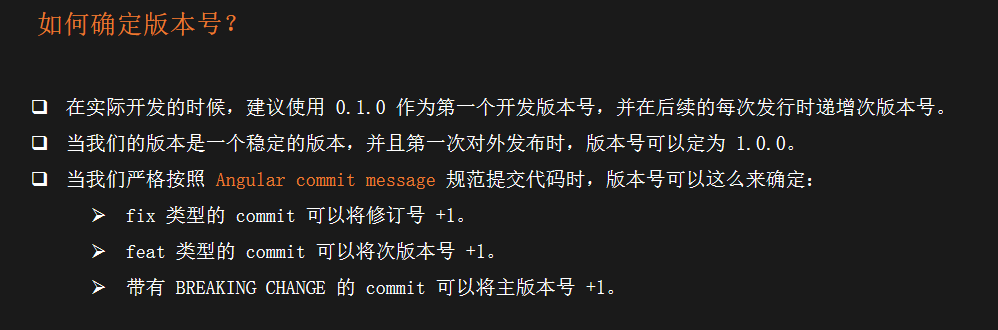 如何确定版本号？
在实际开发的时候，建议使用 0.1.0 作为第一个开发版本号，并在后续的每次发行时递增次版本号。
当我们的版本是一个稳定的版本，并且第一次对外发布时，版本号可以定为 1.0.0。
当我们严格按照 Angular commit message 规范提交代码时，版本号可以这么来确定：
fix 类型的 commit 可以将修订号 +1。
feat 类型的 commit 可以将次版本号 +1。
带有 BREAKING CHANGE 的 commit 可以将主版本号 +1。